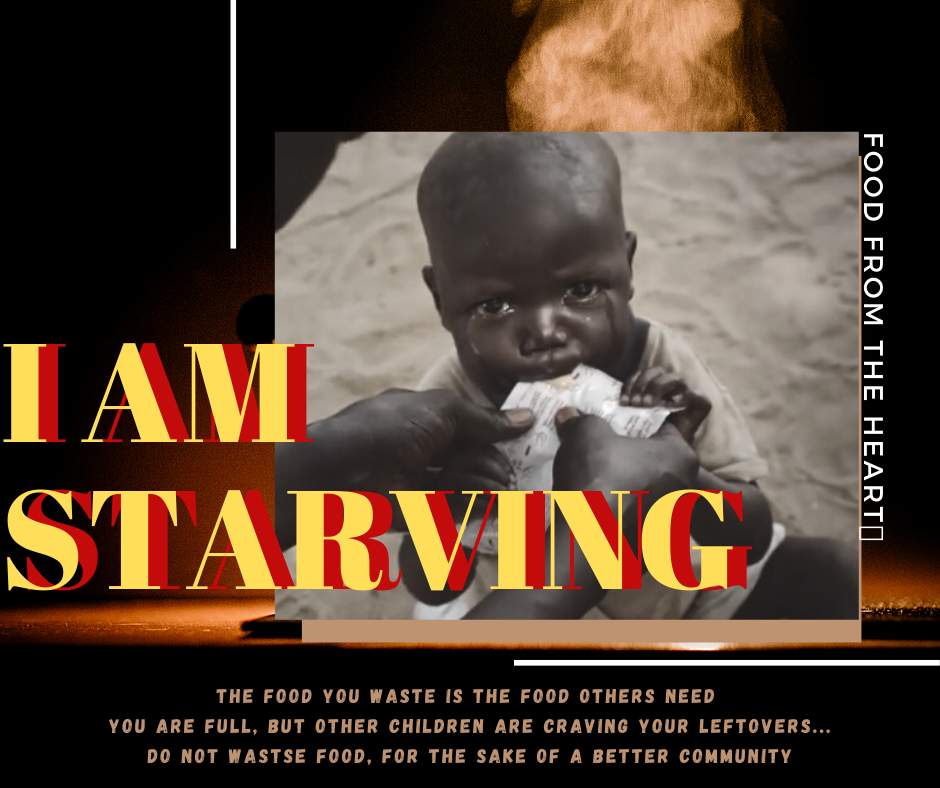 FOOD FROM THE HEART
I AM
STARVING
THE FOOD YOU WASTE IS THE FOOD OTHERS NEED
YOU ARE FULL, BUT OTHER CHILDREN ARE CRAVING YOUR LEFTOVERS...
DO NOT WASTSE FOOD, FOR THE SAKE OF A BETTER COMMUNITY